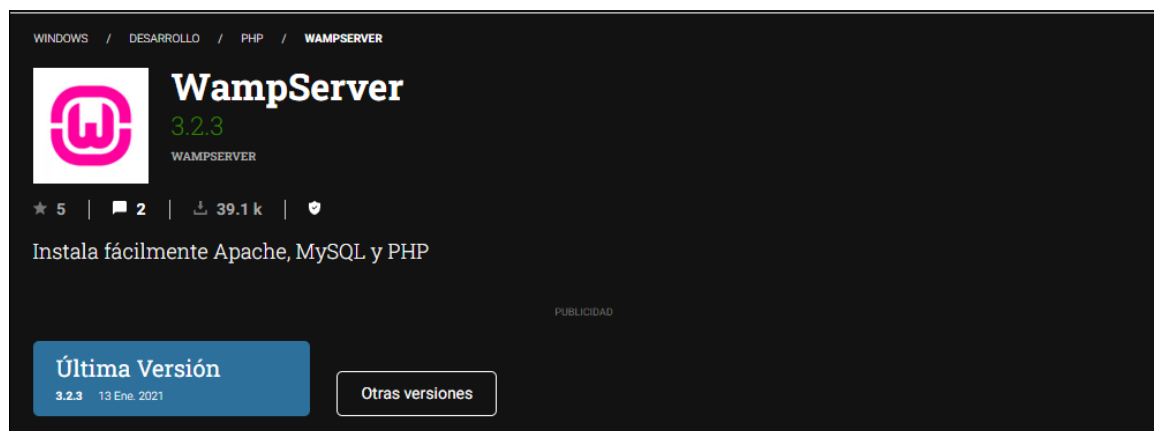 WINDOWS / DESARROLLO / PHP / WAMPSERVER
WampServer
3.2.3
WAMPSERVER
5 | 2 | 39.1 k |
Instala fácilmente Apache, MySQL y PHP
PUBLICIDAD
Última Versión
3.2.3 13 Ene. 2021
Otras versiones